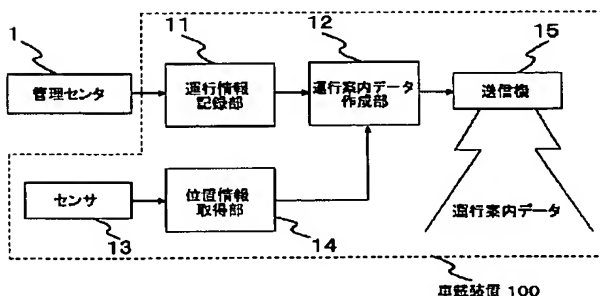 1
11
12
15
管理センタ
運行情報
記録部
運行案内データ
作成部
送信機
センサ
位置情報
取得部
運行案内データ
13
14
車載装置 100